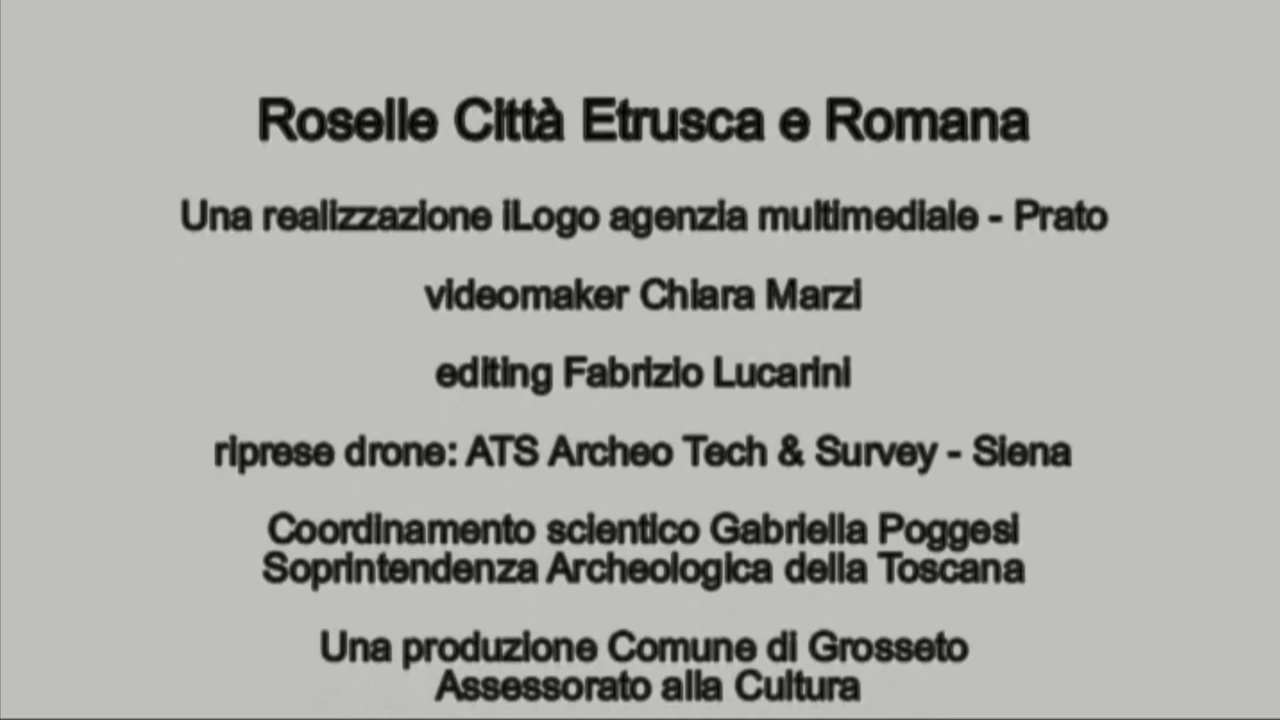 Roselle Città Etrusca e Romana
Una realizzazione iLogo agenzia multimediale - Prato
videomaker Chiara Marzi
editing Fabrizio Lucarini
riprese drone: ATS Archeo Tech & Survey - Siena
Coordinamento scientico Gabriella Poggesi
Soprintendenza Archeologica della Toscana
Una produzione Comune di Grosseto
Assessorato alla Cultura